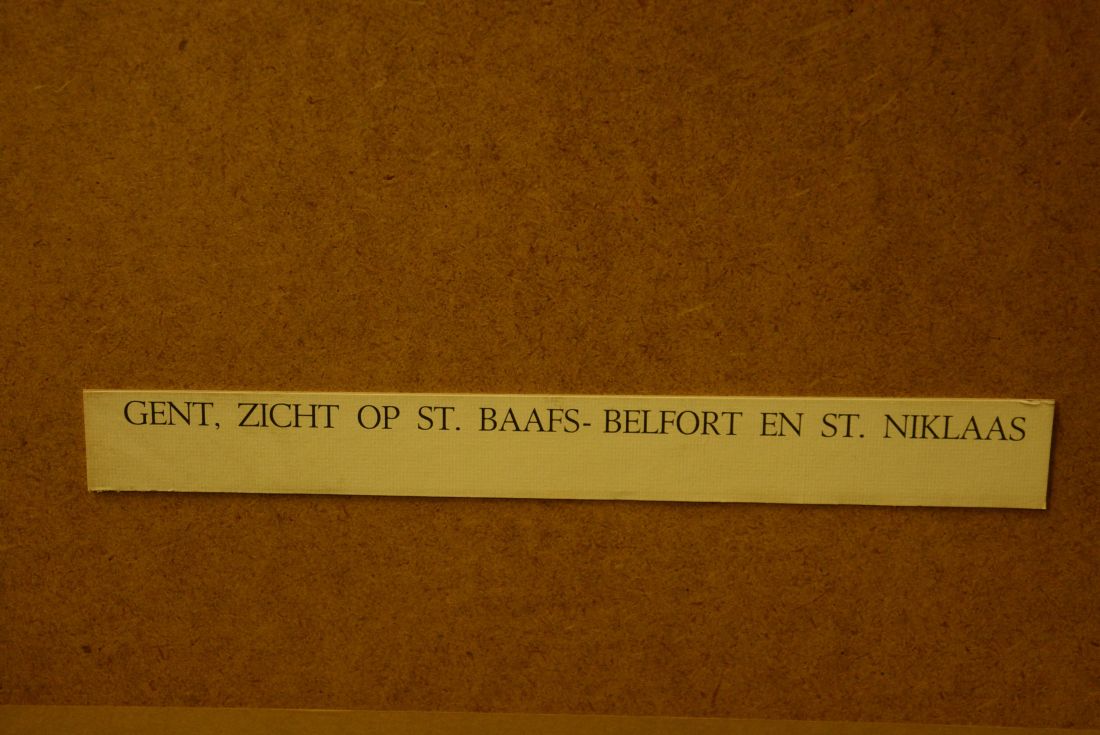 GENT, ZICHT OP ST. BAAFS- BELFORT EN ST. NIKLAAS